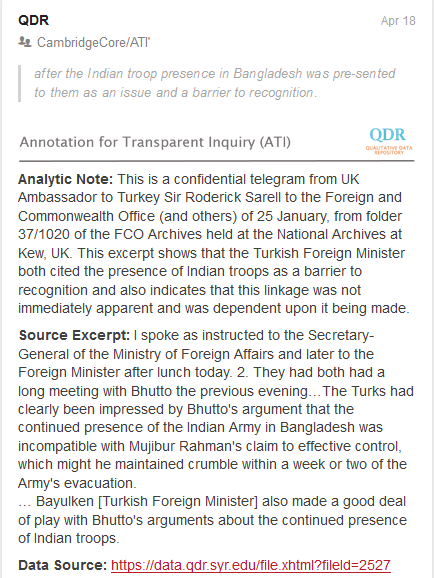 QDR
Apr 18
CambridgeCore/ATI'
after the Indian troop presence in Bangladesh was pre-sented
to them as an issue and a barrier to recognition.
Annotation for Transparent Inquiry (ATI)
QDR
QUALITATIVE DATA
REPOSITORY
Analytic Note: This is a confidential telegram from UK
Ambassador to Turkey Sir Roderick Sarell to the Foreign and
Commonwealth Office (and others) of 25 January, from folder
37/1020 of the FCO Archives held at the National Archives at
Kew, UK. This excerpt shows that the Turkish Foreign Minister
both cited the presence of Indian troops as a barrier to
recognition and also indicates that this linkage was not
immediately apparent and was dependent upon it being made.
Source Excerpt: I spoke as instructed to the Secretary-
General of the Ministry of Foreign Affairs and later to the
Foreign Minister after lunch today. 2. They had both had a
long meeting with Bhutto the previous evening…The Turks had
clearly been impressed by Bhutto's argument that the
continued presence of the Indian Army in Bangladesh was
incompatible with Mujibur Rahman's claim to effective control,
which might he maintained crumble within a week or two of the
Army's evacuation.
… Bayulken [Turkish Foreign Minister] also made a good deal
of play with Bhutto's arguments about the continued presence
of Indian troops.
Data Source: https://data.qdr.syr.edu/file.xhtml?fileId=2527